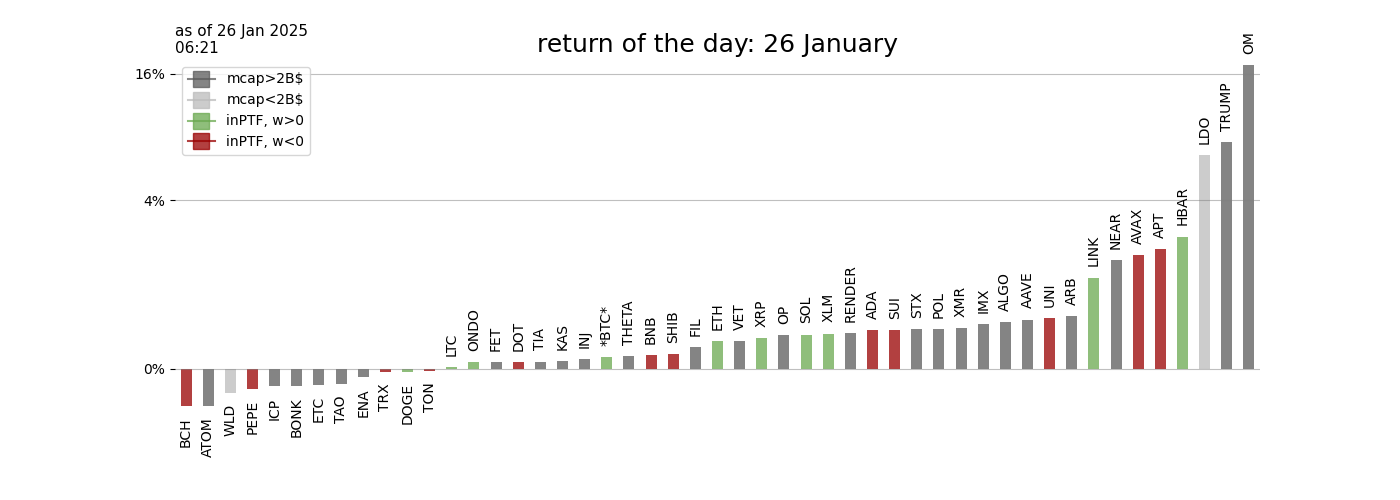 as of 26 Jan 2025
06:21
return of the day: 26 January
16%
4%
0%
mcap>2B$
mcap<2B$
inPTF, w>0
inPTF, w<0
BCH
ATOM
WLD
PEPE
ICP
BONK
ETC
TAO
ENA
TRX
DOGE
TON
LTC
ONDO
FET
DOT
TIA
KAS
INJ
*BTC*
THETA
BNB
SHIB
FIL
ETH
VET
XRP
OP
SOL
XLM
RENDER
ADA
SUI
STX
POL
XMR
IMX
ALGO
AAVE
UNI
ARB
LINK
NEAR
AVAX
APT
HBAR
LDO
TRUMP
OM